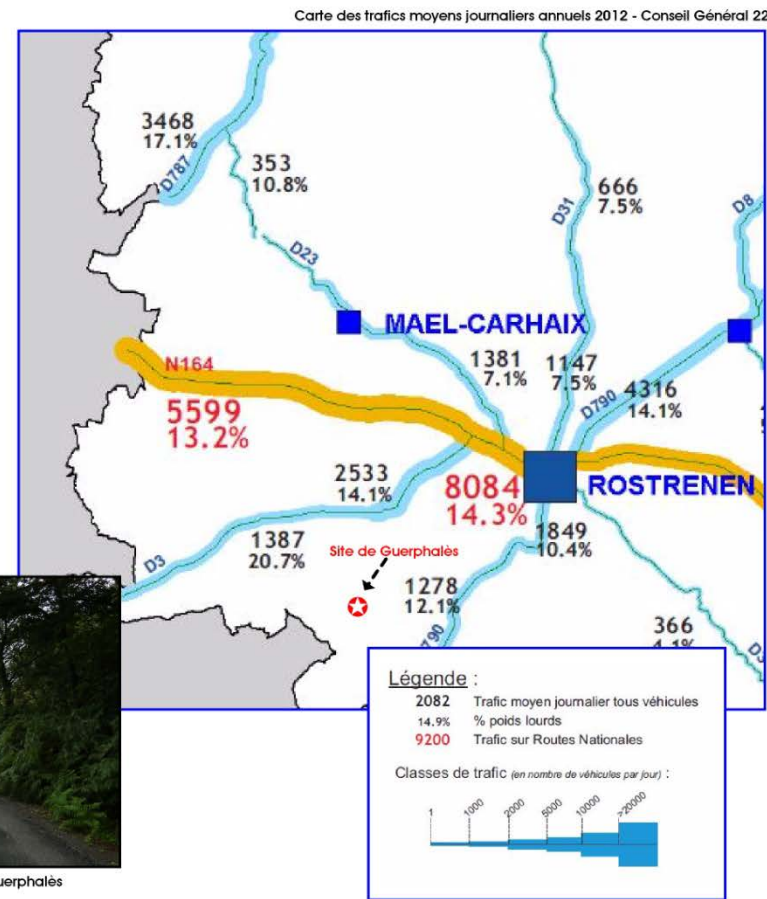 Carte des trafics moyens journaliers annuels 2012 - Conseil Général 22
3468
17.1%
D787
353
10.8%
D23
D31
666
7.5%
D8
MAEL-CARHAIX
N164
5599
13.2%
1381
7.1%
1147
7.5%
D790
4316
14.1%
2533
14.1%
8084
14.3%
ROSTRENEN
1849
10.4%
D3
1387
20.7%
Site de Guerphalès
1278
12.1%
366
Légende :
2082 Trafic moyen journalier tous véhicules
14.9% % poids lourds
9200 Trafic sur Routes Nationales
Classes de trafic (en nombre de véhicules par jour) :
1 1000 2000 5000 10000 >20000